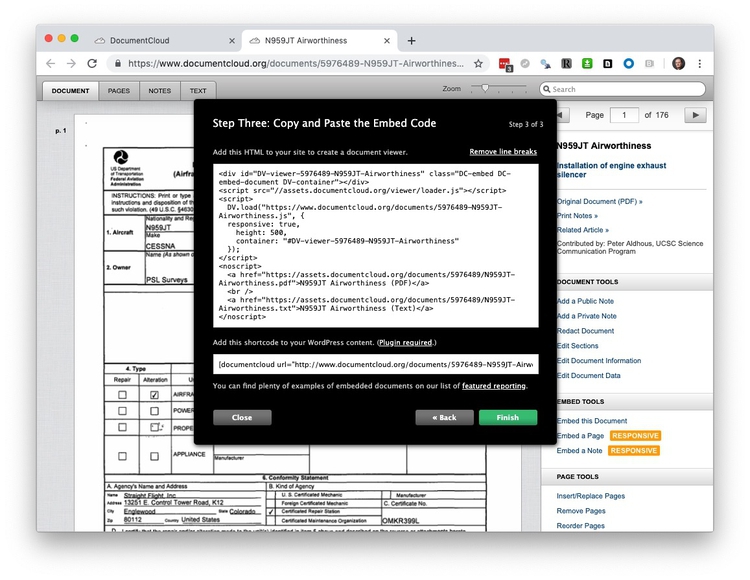 DocumentCloud
N959JT Airworthiness
https://www.documentcloud.org/documents/5976489-N959JT-Airworthines...
3
DOCUMENT
PAGES
NOTES
TEXT
Zoom
Search
p. 1
Page 1 of 176
N959JT Airworthiness
Installation of engine exhaust
silencer
Original Document (PDF) »
Print Notes »
Related Article »
Contributed by: Peter Aldhous, UCSC Science
Communication Program
DOCUMENT TOOLS
Add a Public Note
Add a Private Note
Redact Document
Edit Sections
Edit Document Information
Edit Document Data
EMBED TOOLS
Embed this Document
Embed a Page RESPONSIVE
Embed a Note RESPONSIVE
PAGE TOOLS
Insert/Replace Pages
Remove Pages
Reorder Pages
Step Three: Copy and Paste the Embed Code
Step 3 of 3
Add this HTML to your site to create a document viewer.
Remove line breaks
<div id="DV-viewer-5976489-N959JT-Airworthiness" class="DC-embed DC-
embed-document DV-container"></div>
<script src="//assets.documentcloud.org/viewer/loader.js"></script>
<script>
DV.load("https://www.documentcloud.org/documents/5976489-N959JT-
Airworthiness.js", {
responsive: true,
height: 500,
container: "#DV-viewer-5976489-N959JT-Airworthiness"
});
</script>
<noscript>
<a href="https://assets.documentcloud.org/documents/5976489/N959JT-
Airworthiness.pdf">N959JT Airworthiness (PDF)</a>
<br />
<a href="https://assets.documentcloud.org/documents/5976489/N959JT-
Airworthiness.txt">N959JT Airworthiness (Text)</a>
</noscript>
Add this shortcode to your WordPress content. (Plugin required.)
[documentcloud url="http://www.documentcloud.org/documents/5976489-N959JT-Airw
You can find plenty of examples of embedded documents on our list of featured reporting.
Close
« Back
Finish
US Department
of Transportation
Federal Aviation
Administration
(Airfra
INSTRUCTIONS: Print or type
instructions and disposition of th
such violation. (49 U.S.C. §4630
1. Aircraft
Nationality and Re
N959JT
Make
CESSNA
2. Owner
Name (As shown o
PSL Surveys
4. Type
Repair
Alteration
U
AIRFRA
POWER
PROPE
APPLIANCE
Manufacturer
6. Conformity Statement
A. Agency's Name and Address
B. Kind of Agency
Name Straight Flight, Inc
Address 13251 E. Control Tower Road, K12
City Englewood State Colorado
Zip 80112 Country United States
U. S. Certificated Mechanic
Manufacturer
Foreign Certificated Mechanic
C. Certificate No.
Certificated Repair Station
Certificated Maintenance Organization
OMKR399L